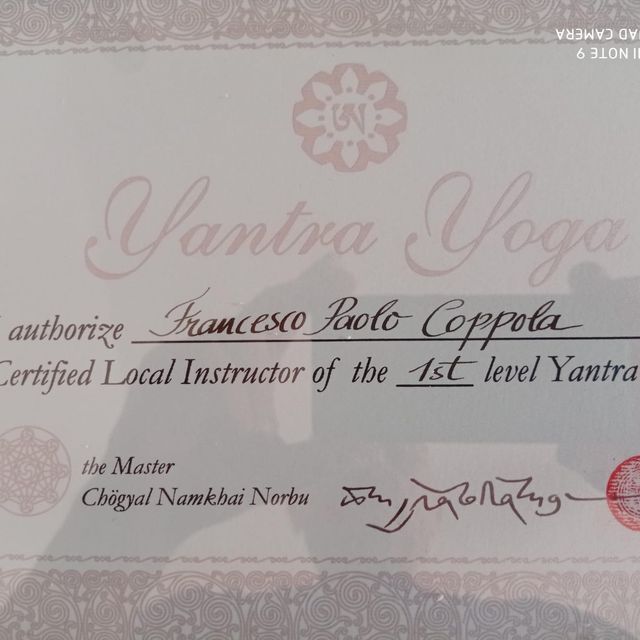 Yantra Yoga
authorize Francesco Paolo Coppola
Certified Local Instructor of the 1st level Yantra
the Master
Chögyal Namkhai Norbu